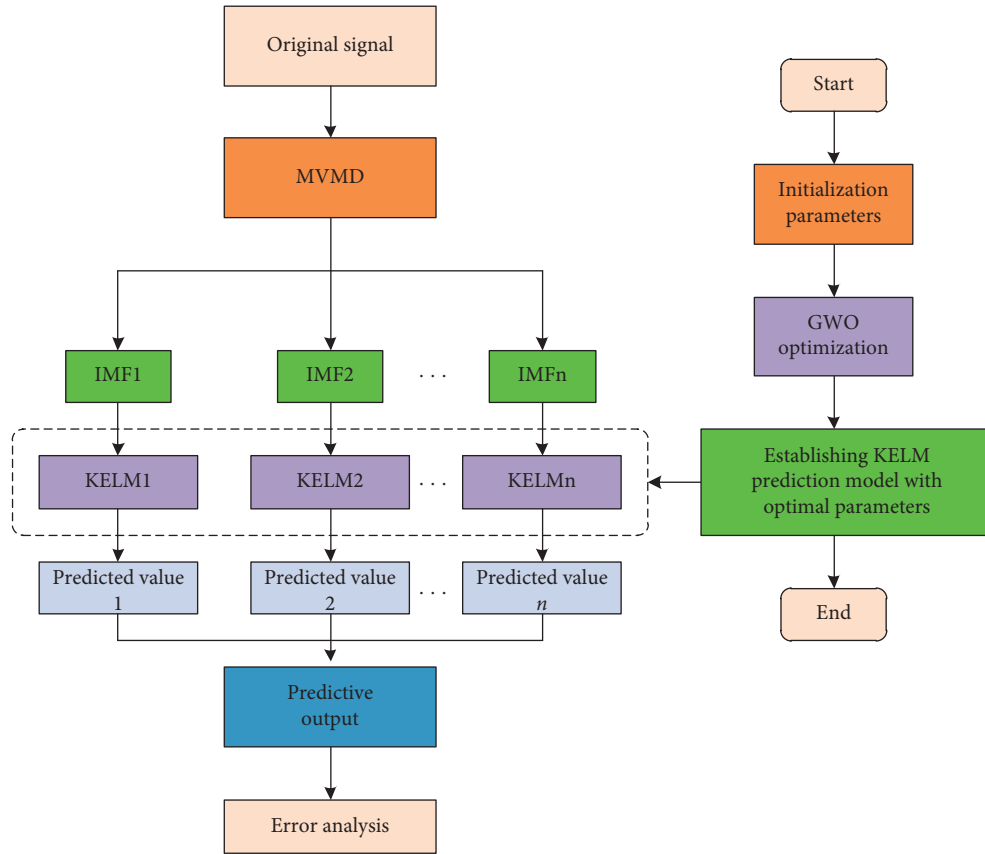 Original signal
MVMD
IMF1
IMF2
. . .
IMFn
KELM1
KELM2
. . .
KELMn
Predicted value
1
Predicted value
2
. . .
Predicted value
n
Predictive
output
Error analysis
Start
Initialization
parameters
GWO
optimization
Establishing KELM
prediction model with
optimal parameters
End